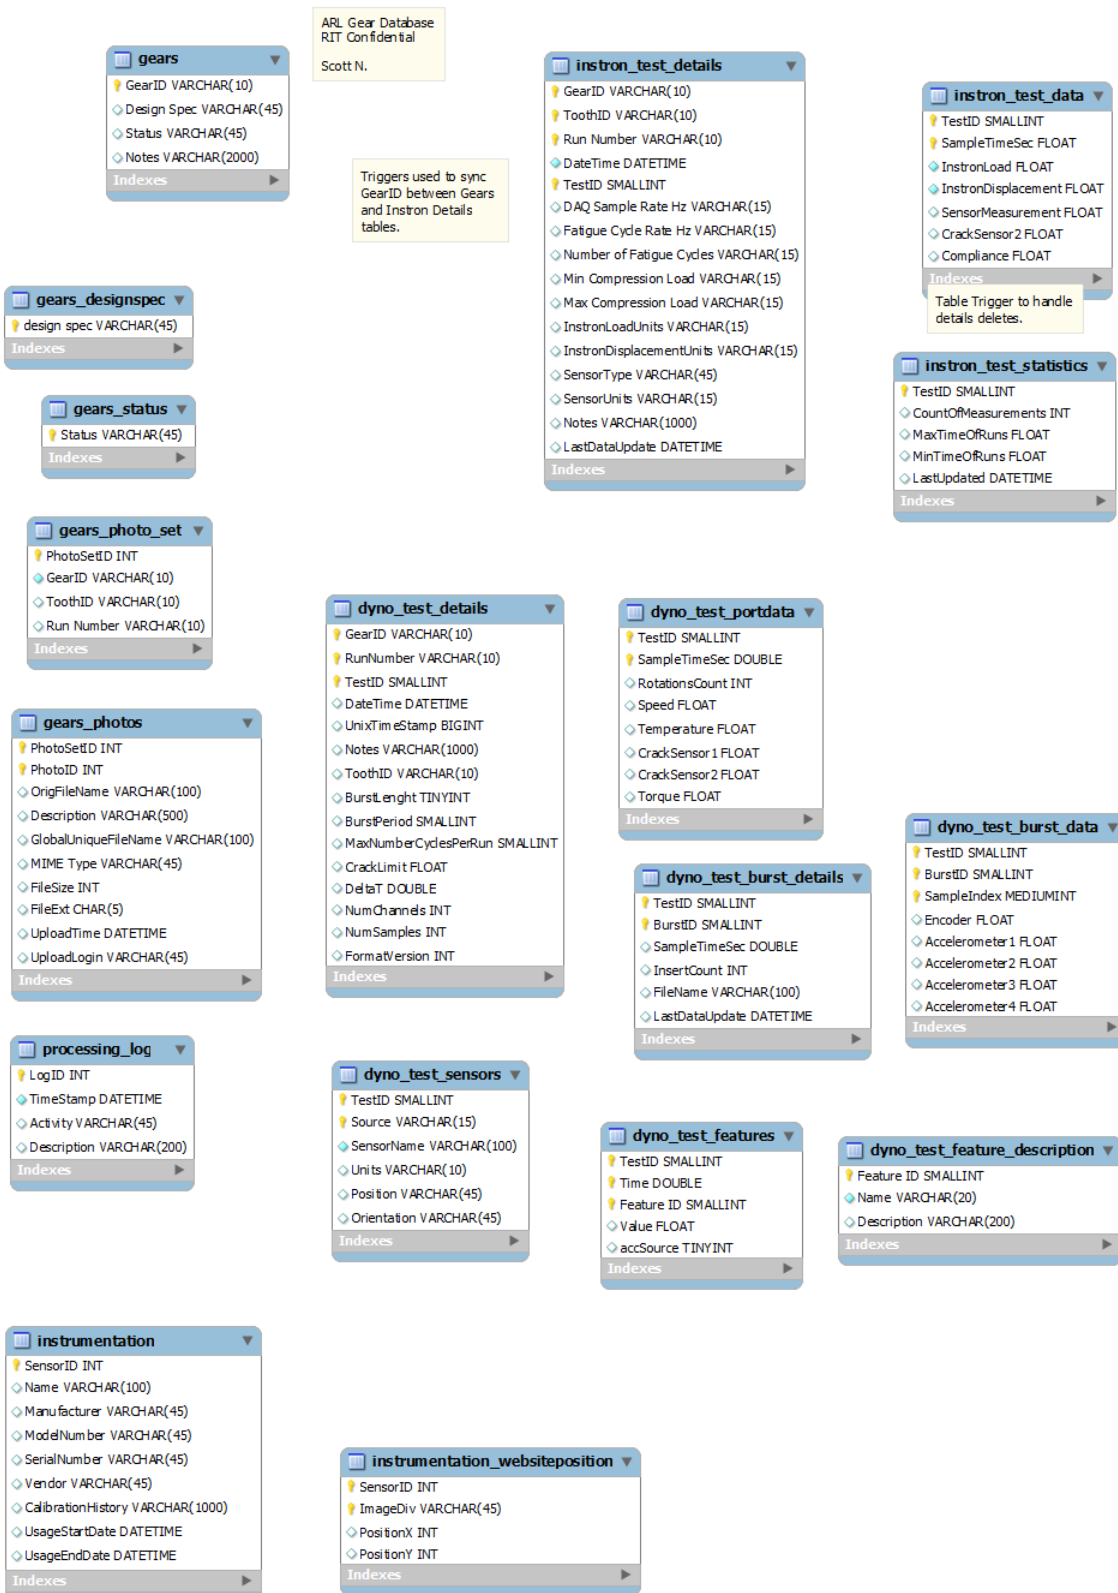 ARL Gear Database
RIT Confidential
Scott N.
gears
GearID VARCHAR(10)
Design Spec VARCHAR(45)
Status VARCHAR(45)
Notes VARCHAR(2000)
Indexes
Triggers used to sync
GearID between Gears
and Instron Details
tables.
instron_test_details
GearID VARCHAR(10)
ToothID VARCHAR(10)
Run Number VARCHAR(10)
DateTime DATETIME
TestID SMALLINT
DAQ Sample Rate Hz VARCHAR(15)
Fatigue Cycle Rate Hz VARCHAR(15)
Number of Fatigue Cycles VARCHAR(15)
Min Compression Load VARCHAR(15)
Max Compression Load VARCHAR(15)
InstronLoadUnits VARCHAR(15)
InstronDisplacementUnits VARCHAR(15)
SensorType VARCHAR(45)
SensorUnits VARCHAR(15)
Notes VARCHAR(1000)
LastDataUpdate DATETIME
Indexes
instron_test_data
TestID SMALLINT
SampleTimeSec FLOAT
InstronLoad FLOAT
InstronDisplacement FLOAT
SensorMeasurement FLOAT
CrackSensor2 FLOAT
Compliance FLOAT
Indexes
Table Trigger to handle
details deletes.
gears_designspec
design spec VARCHAR(45)
Indexes
gears_status
Status VARCHAR(45)
Indexes
instron_test_statistics
TestID SMALLINT
CountOfMeasurements INT
MaxTimeOfRuns FLOAT
MinTimeOfRuns FLOAT
LastUpdated DATETIME
Indexes
gears_photo_set
PhotoSetID INT
GearID VARCHAR(10)
ToothID VARCHAR(10)
Run Number VARCHAR(10)
Indexes
dyno_test_details
GearID VARCHAR(10)
RunNumber VARCHAR(10)
TestID SMALLINT
DateTime DATETIME
UnixTimeStamp BIGINT
Notes VARCHAR(1000)
ToothID VARCHAR(10)
BurstLenght TINYINT
BurstPeriod SMALLINT
MaxNumberCyclesPerRun SMALLINT
CrackLimit FLOAT
DeltaT DOUBLE
NumChannels INT
NumSamples INT
FormatVersion INT
Indexes
dyno_test_portdata
TestID SMALLINT
SampleTimeSec DOUBLE
RotationsCount INT
Speed FLOAT
Temperature FLOAT
CrackSensor1 FLOAT
CrackSensor2 FLOAT
Torque FLOAT
Indexes
gears_photos
PhotoSetID INT
PhotoID INT
OrigFileName VARCHAR(100)
Description VARCHAR(500)
GlobalUniqueFileName VARCHAR(100)
MIME Type VARCHAR(45)
FileSize INT
FileExt CHAR(5)
UploadTime DATETIME
UploadLogin VARCHAR(45)
Indexes
dyno_test_burst_details
TestID SMALLINT
BurstID SMALLINT
SampleTimeSec DOUBLE
InsertCount INT
FileName VARCHAR(100)
LastDataUpdate DATETIME
Indexes
dyno_test_burst_data
TestID SMALLINT
BurstID SMALLINT
SampleIndex MEDIUMINT
Encoder FLOAT
Accelerometer1 FLOAT
Accelerometer2 FLOAT
Accelerometer3 FLOAT
Accelerometer4 FLOAT
Indexes
processing_log
LogID INT
TimeStamp DATETIME
Activity VARCHAR(45)
Description VARCHAR(200)
Indexes
dyno_test_sensors
TestID SMALLINT
Source VARCHAR(15)
SensorName VARCHAR(100)
Units VARCHAR(10)
Position VARCHAR(45)
Orientation VARCHAR(45)
Indexes
dyno_test_features
TestID SMALLINT
Time DOUBLE
Feature ID SMALLINT
Value FLOAT
accSource TINYINT
Indexes
dyno_test_feature_description
Feature ID SMALLINT
Name VARCHAR(20)
Description VARCHAR(200)
Indexes
instrumentation
SensorID INT
Name VARCHAR(100)
Manufacturer VARCHAR(45)
ModelNumber VARCHAR(45)
SerialNumber VARCHAR(45)
Vendor VARCHAR(45)
CalibrationHistory VARCHAR(1000)
UsageStartDate DATETIME
UsageEndDate DATETIME
Indexes
instrumentation_websiteposition
SensorID INT
ImageDiv VARCHAR(45)
PositionX INT
PositionY INT
Indexes